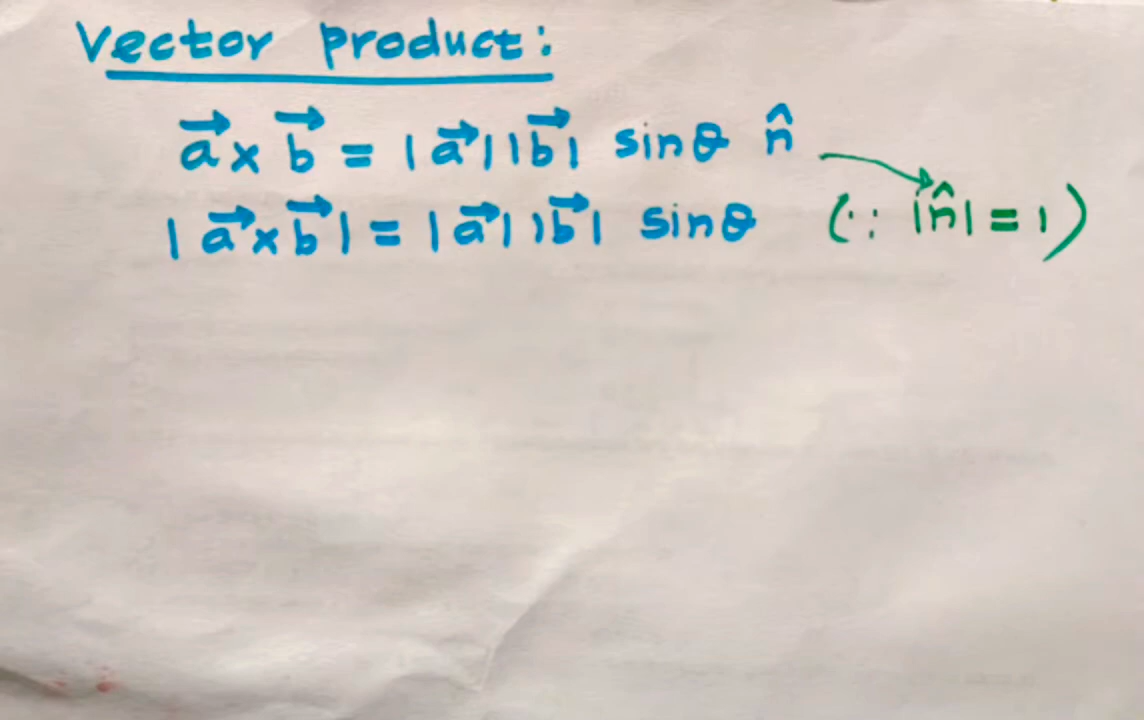 Vector product:
a⃗ × b⃗ = |a⃗||b⃗| sinθ n̂
|a⃗×b⃗| = |a⃗||b⃗| sinθ (∵ |n̂| = 1)